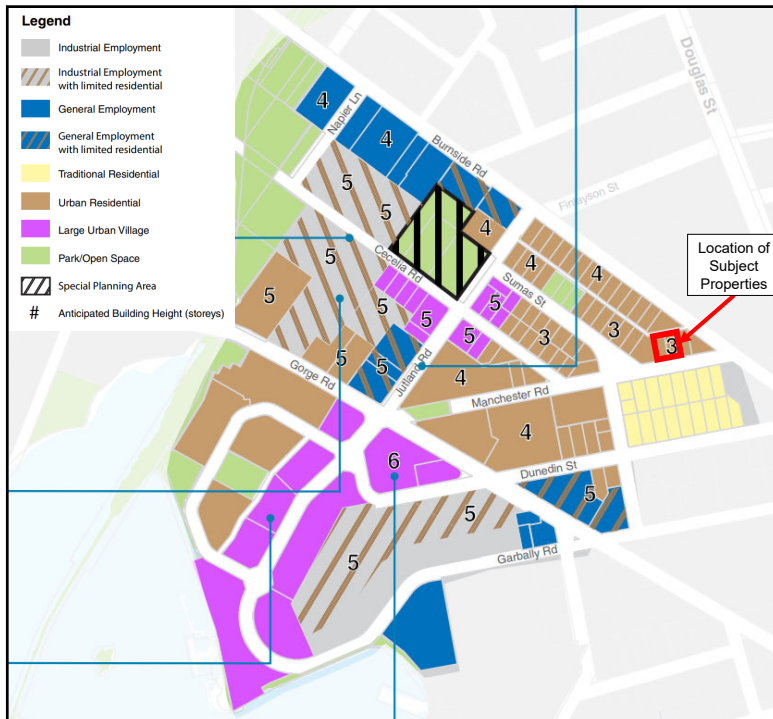 Legend
Industrial Employment
Industrial Employment
with limited residential
General Employment
General Employment
with limited residential
Traditional Residential
Urban Residential
Large Urban Village
Park/Open Space
Special Planning Area
# Anticipated Building Height (storeys)
Douglas St
4
Napier Ln
4
Burnside Rd
5
5
4
Finlayson St
Location of
Subject
Properties
5
Cecelia Rd
4
4
Sumas St
5
5
5
3
3
3
5
5
5
Jutland Rd
Gorge Rd
4
Manchester Rd
4
6
Dunedin St
5
5
5
Garbally Rd